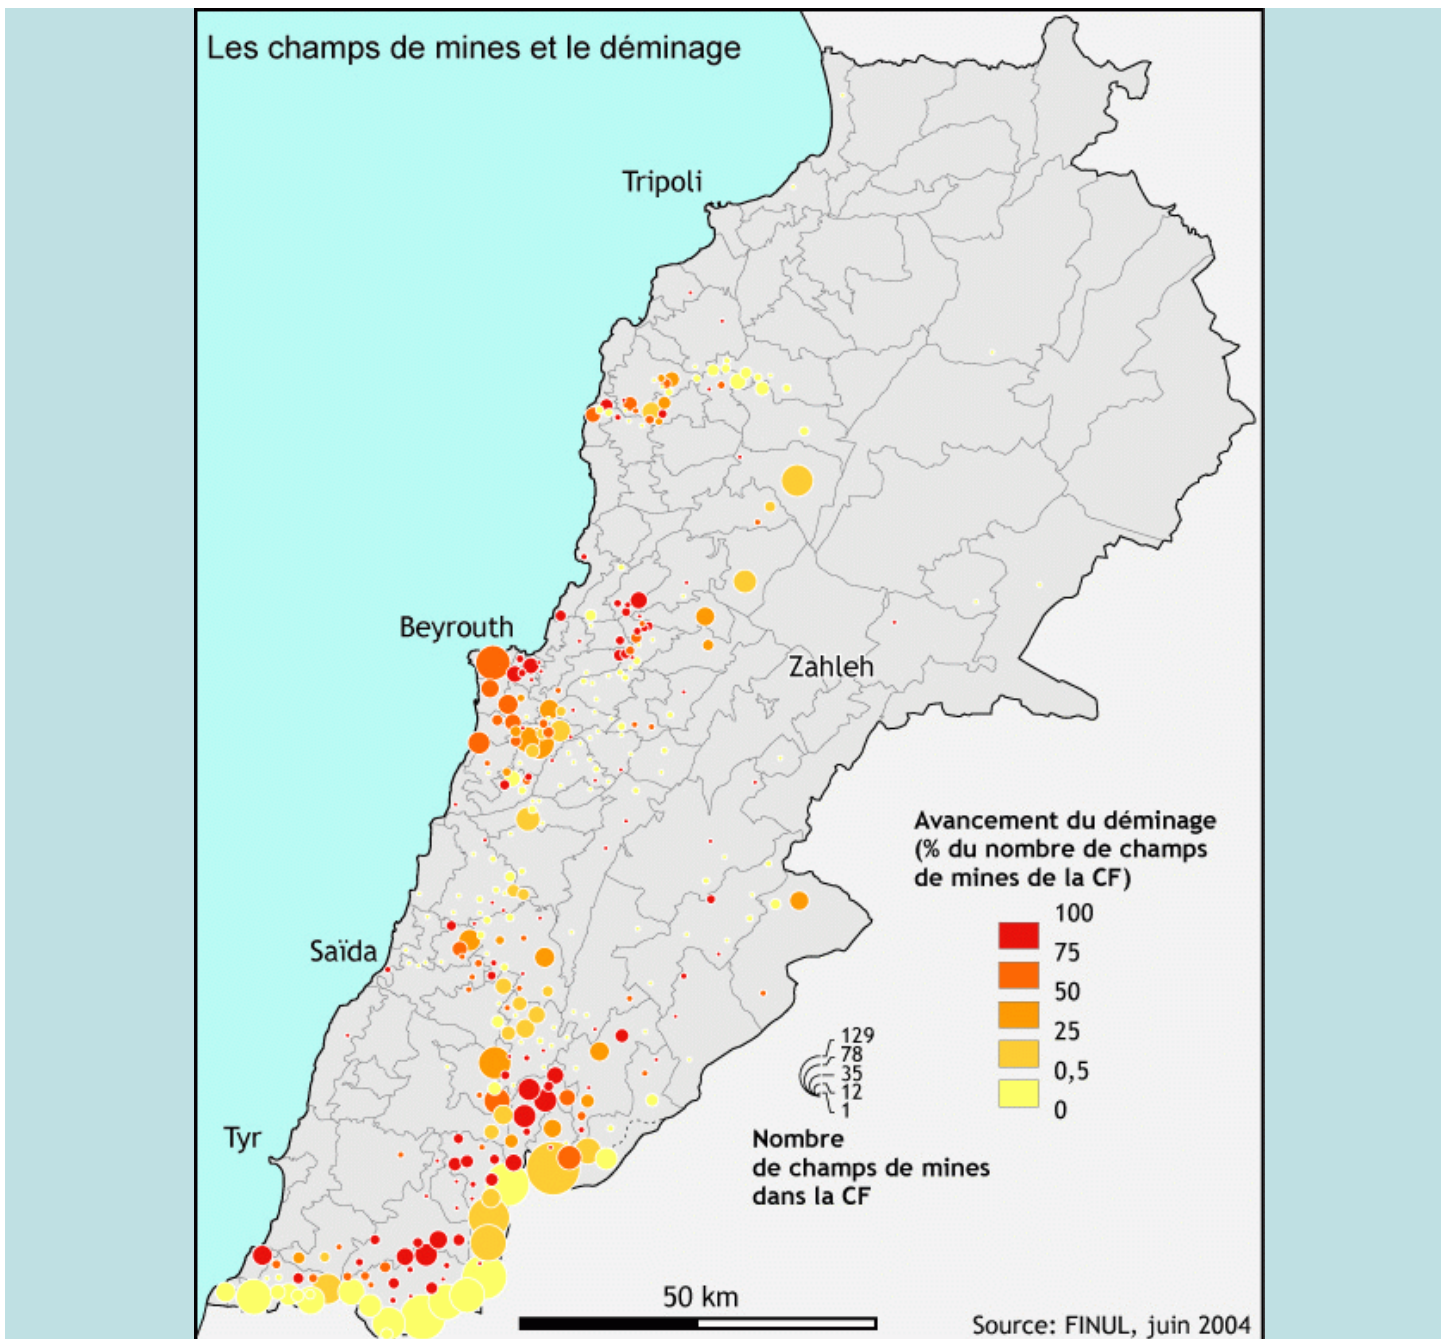 Les champs de mines et le déminage
Tripoli
Beyrouth
Zahleh
Saïda
Tyr
Avancement du déminage
(% du nombre de champs
de mines de la CF)
100
75
50
25
0,5
0
129
78
35
12
1
Nombre
de champs de mines
dans la CF
50 km
Source: FINUL, juin 2004